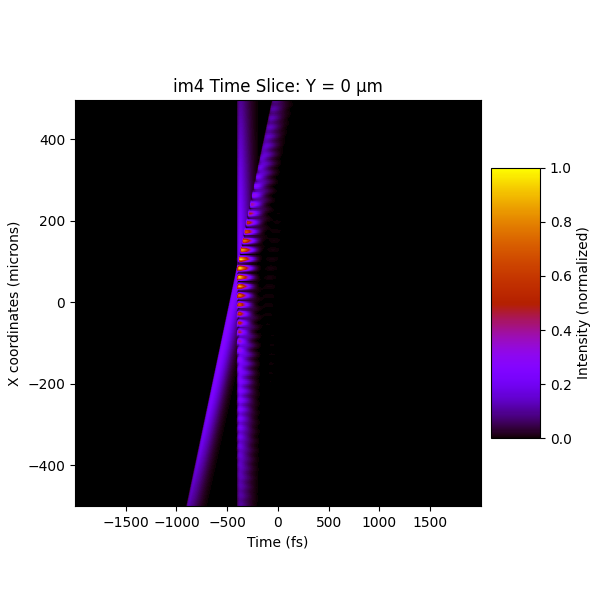 im4 Time Slice: Y = 0 μm
X coordinates (microns)
400
200
0
−200
−400
−1500 −1000 −500 0 500 1000 1500
Time (fs)
1.0
0.8
0.6
0.4
0.2
0.0
Intensity (normalized)